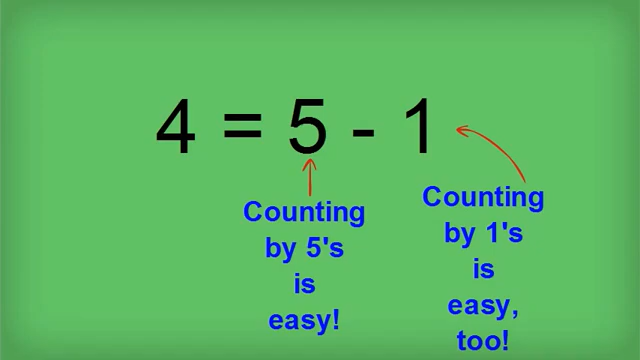 4 = 5 - 1
Counting
by 5's
is
easy!
Counting
by 1's
is
easy,
too!